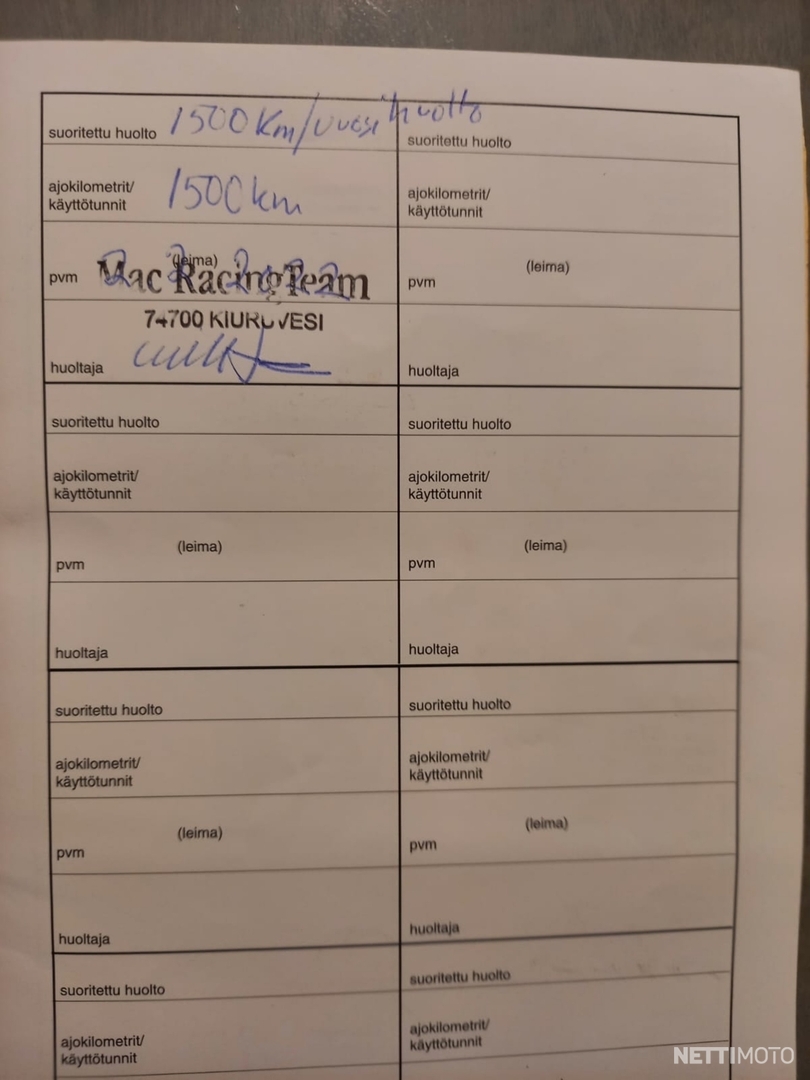 suoritettu huolto 1500 Km/vuosihuolto
suoritettu huolto
ajokilometrit/
käyttötunnit 1500 km
ajokilometrit/
käyttötunnit
(leima)
pvm Mac Racing Team
(leima)
pvm
74700 KIURUVESI
huoltaja
huoltaja
suoritettu huolto
suoritettu huolto
ajokilometrit/
käyttötunnit
ajokilometrit/
käyttötunnit
(leima)
pvm
(leima)
pvm
huoltaja
huoltaja
suoritettu huolto
suoritettu huolto
ajokilometrit/
käyttötunnit
ajokilometrit/
käyttötunnit
(leima)
pvm
(leima)
pvm
huoltaja
huoltaja
suoritettu huolto
suoritettu huolto
ajokilometrit/
käyttötunnit
ajokilometrit/
käyttötunnit
NETTIMOTO